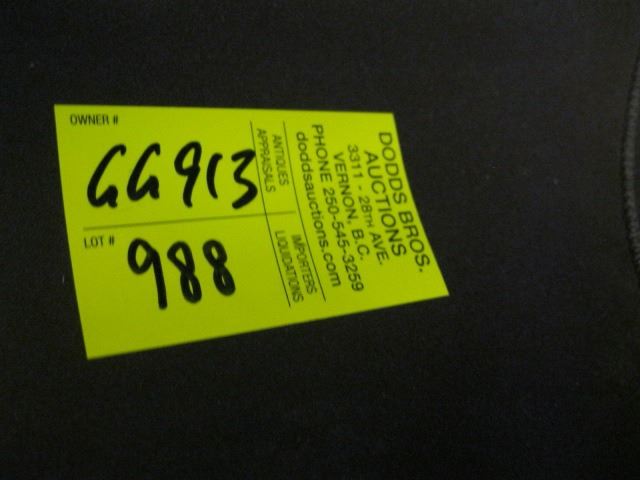 OWNER #
GG913
LOT #
988
DODDS BROS.
AUCTIONS
3311 - 28TH AVE.
VERNON, B.C.
PHONE 250-545-3259
doddsauctions.com
ANTIQUES IMPORTERS
APPRAISALS LIQUIDATIONS